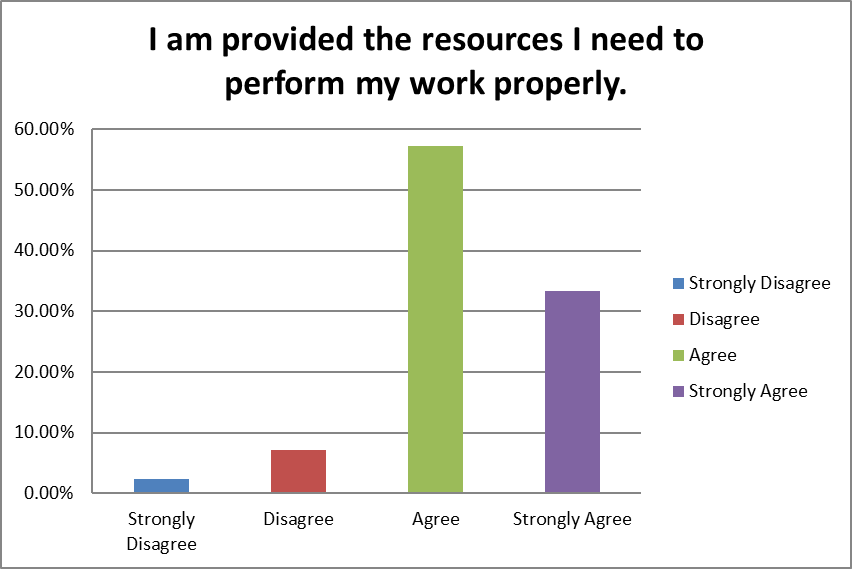 I am provided the resources I need to
perform my work properly.
60.00%
50.00%
40.00%
30.00%
20.00%
10.00%
0.00%
Strongly
Disagree
Disagree
Agree
Strongly Agree
Strongly Disagree
Disagree
Agree
Strongly Agree